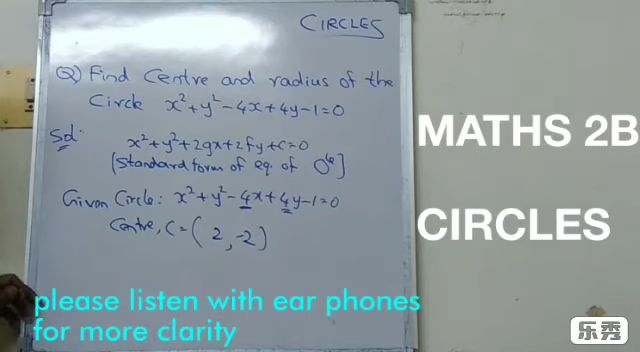 CIRCLES
Q) Find Centre and radius of the
Circle x²+y²-4x+4y-1=0
Sol:
x²+y²+2gx+2fy+c=0
[Standard form of eq. of O^le]
Given Circle: x²+y²-4x+4y-1=0
Centre, C=(2,-2)
MATHS 2B
CIRCLES
please listen with ear phones
for more clarity
乐秀